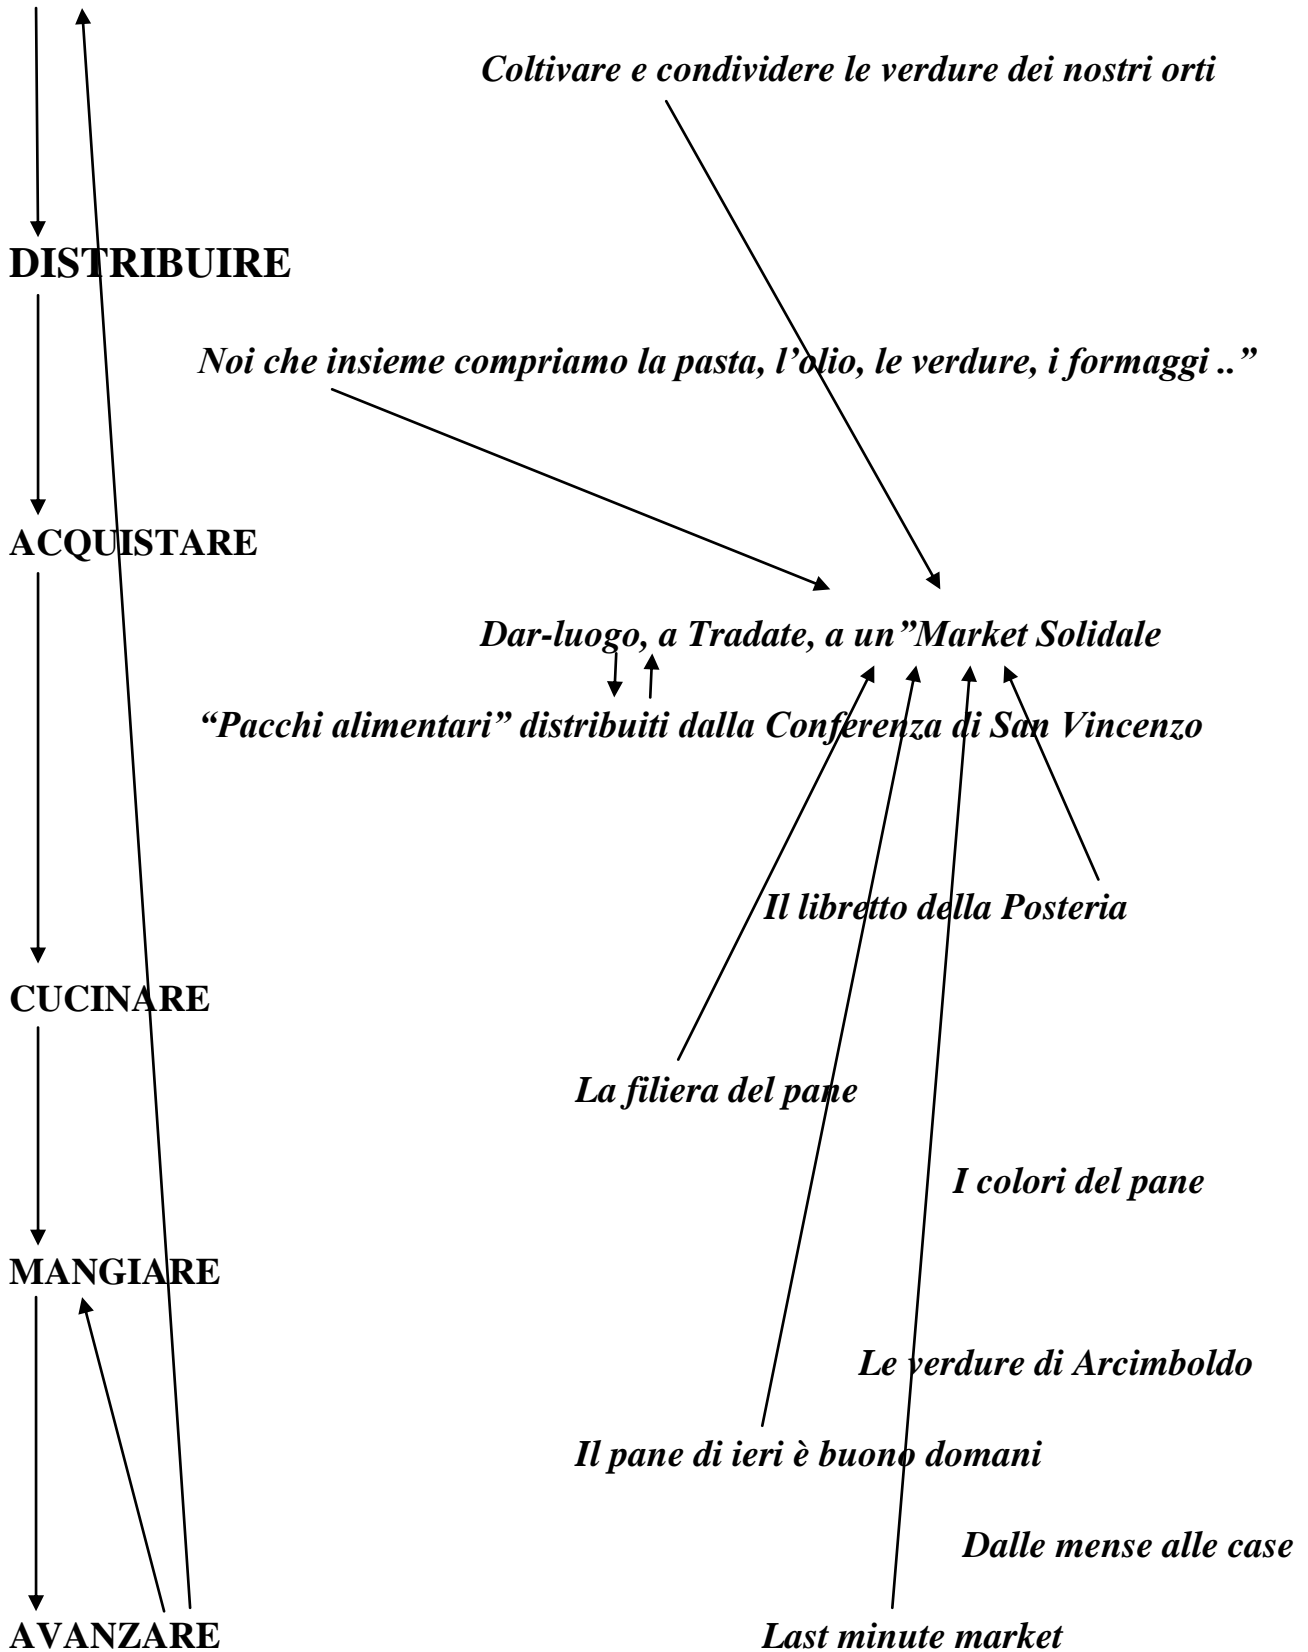 Coltivare e condividere le verdure dei nostri orti
DISTRIBUIRE
Noi che insieme compriamo la pasta, l’olio, le verdure, i formaggi ..”
ACQUISTARE
Dar-luogo, a Tradate, a un”Market Solidale
“Pacchi alimentari” distribuiti dalla Conferenza di San Vincenzo
Il libretto della Posteria
CUCINARE
La filiera del pane
I colori del pane
MANGIARE
Le verdure di Arcimboldo
Il pane di ieri è buono domani
Dalle mense alle case
AVANZARE
Last minute market